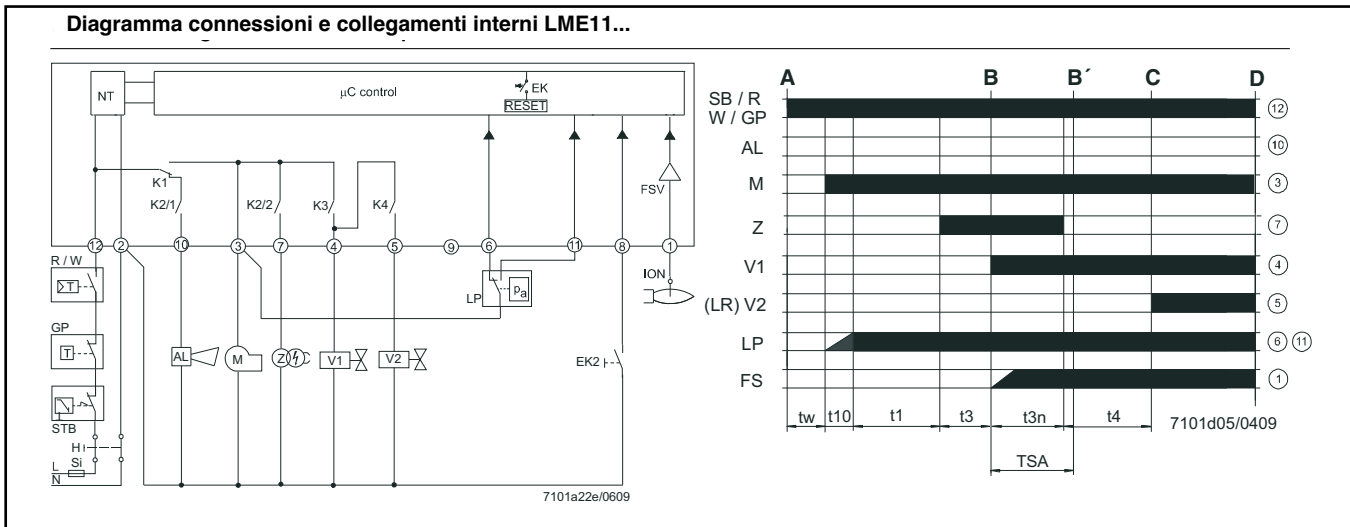 Diagramma connessioni e collegamenti interni LME11...
NT
µC control
EK
RESET
FSV
K1
K2/1
K2/2
K3
K4
12
2
10
3
7
4
5
9
6
11
8
1
R / W
T
GP
T
STB
H
Si
L
N
AL
M
Z
V1
V2
LP
pa
ION
EK2
7101a22e/0609
A B B´ C D
SB / R
W / GP
12
AL 10
M 3
Z 7
V1 4
(LR) V2 5
LP 6 11
FS 1
tw t10 t1 t3 t3n t4
7101d05/0409
TSA